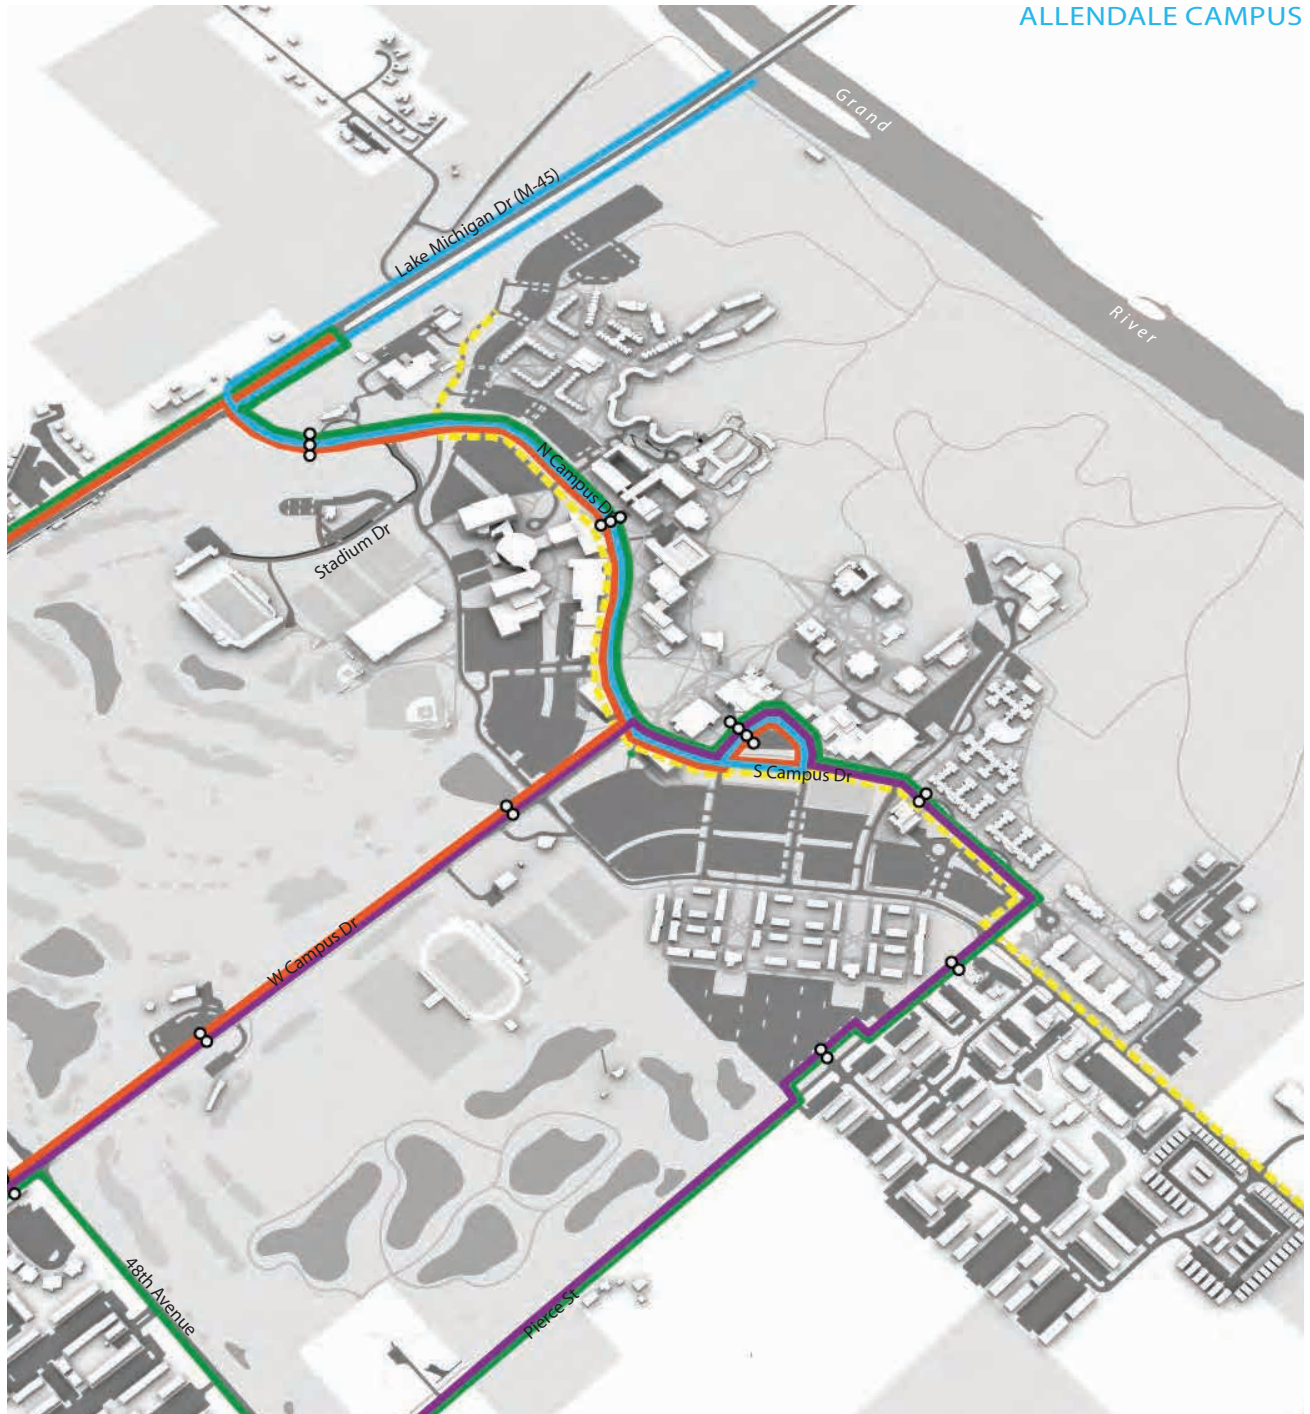 ALLENDALE CAMPUS
Grand
River
Lake Michigan Dr (M-45)
N Campus Dr
Stadium Dr
S Campus Dr
W Campus Dr
48th Avenue
Pierce St